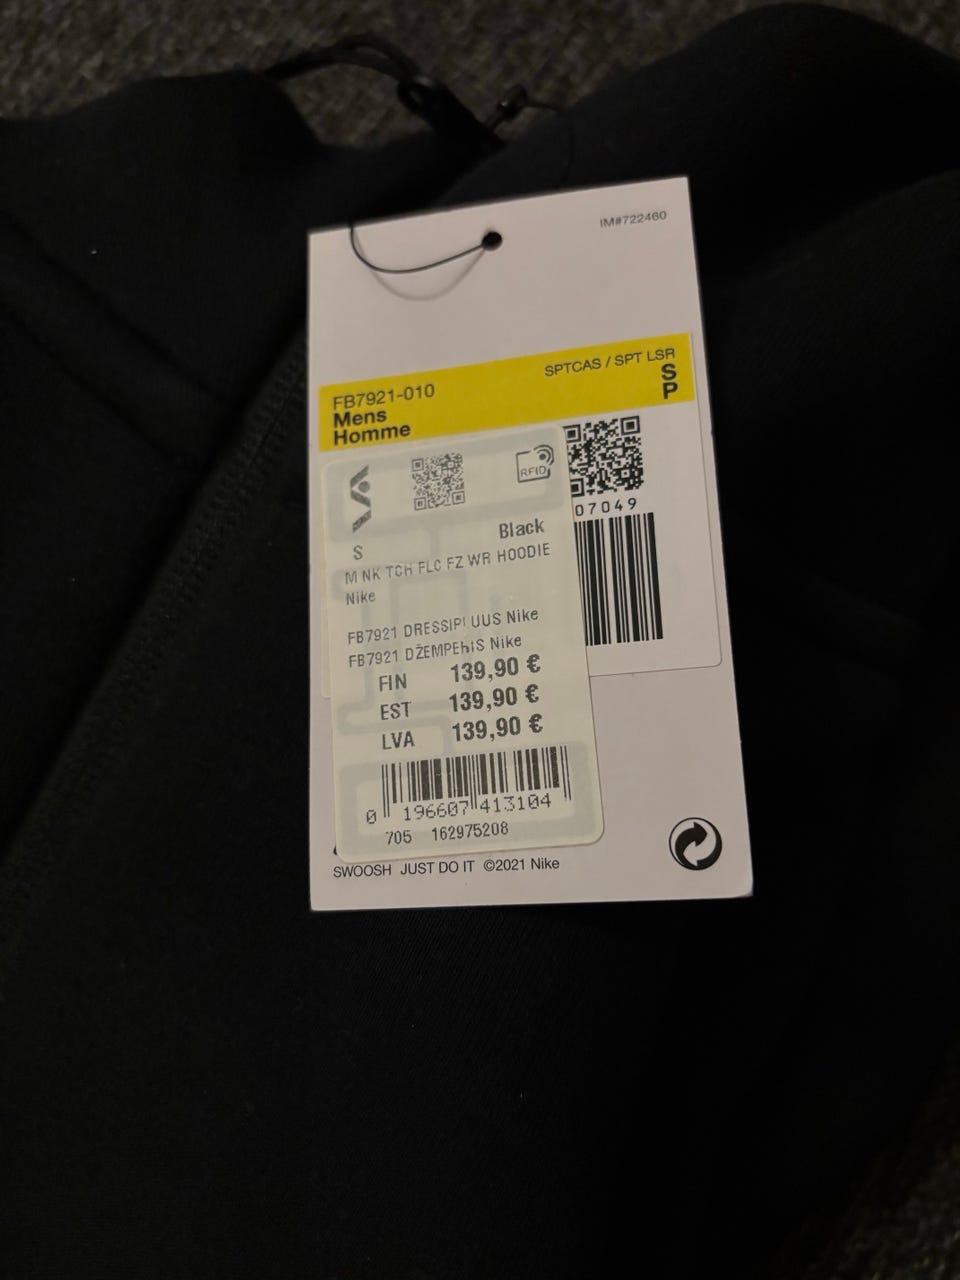 IM#722460
SPTCAS / SPT LSR
FB7921-010
S
Mens
P
Homme
RFID
07049
S Black
M NK TCH FLC FZ WR HOODIE
Nike
FB7921 DRESSIPLUUS Nike
FB7921 DŽEMPERIS Nike
FIN 139,90 €
EST 139,90 €
LVA 139,90 €
0 196607 413104
705 162975208
SWOOSH JUST DO IT ©2021 Nike